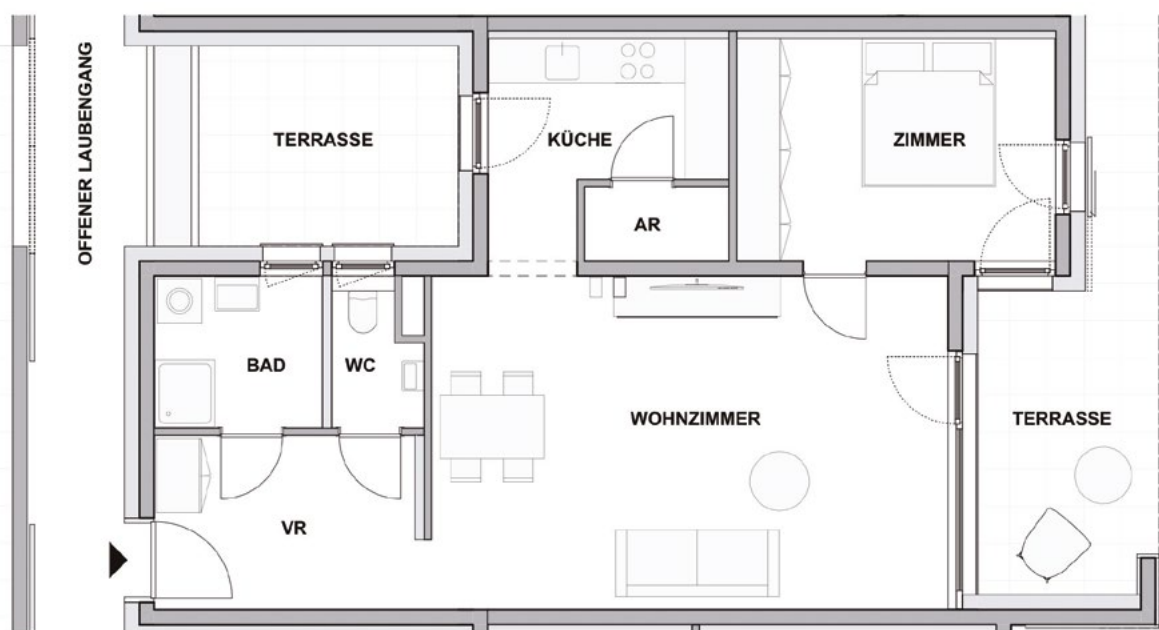 OFFENER LAUBENGANG
TERRASSE
KÜCHE
ZIMMER
AR
BAD
WC
WOHNZIMMER
TERRASSE
VR